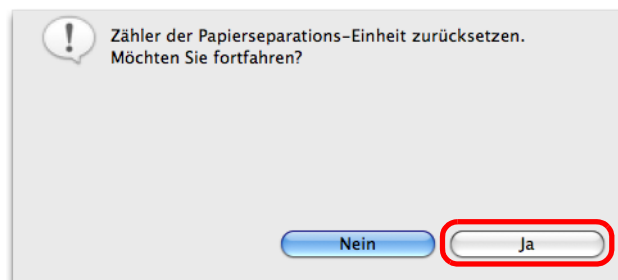 Zähler der Papierseparations-Einheit zurücksetzen.
Möchten Sie fortfahren?
Nein
Ja